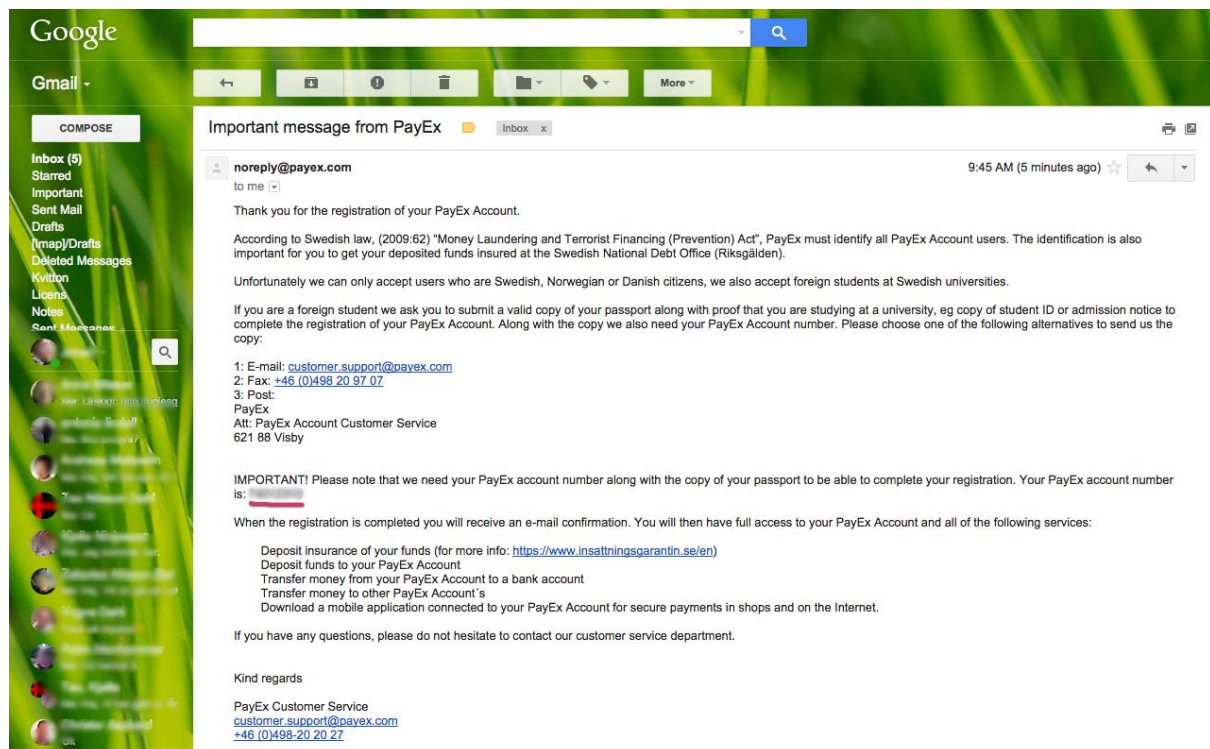 Google
Gmail
More
COMPOSE
Important message from PayEx
Inbox x
Inbox (5)
Starred
Important
Sent Mail
Drafts
[Imap]/Drafts
Deleted Messages
Kvitton
Licens
Notes
Sent Messages
noreply@payex.com
9:45 AM (5 minutes ago)
to me
Thank you for the registration of your PayEx Account.
According to Swedish law, (2009:62) "Money Laundering and Terrorist Financing (Prevention) Act", PayEx must identify all PayEx Account users. The identification is also
important for you to get your deposited funds insured at the Swedish National Debt Office (Riksgälden).
Unfortunately we can only accept users who are Swedish, Norwegian or Danish citizens, we also accept foreign students at Swedish universities.
If you are a foreign student we ask you to submit a valid copy of your passport along with proof that you are studying at a university, eg copy of student ID or admission notice to
complete the registration of your PayEx Account. Along with the copy we also need your PayEx Account number. Please choose one of the following alternatives to send us the
copy:
1: E-mail: customer.support@payex.com
2: Fax: +46 (0)498 20 97 07
3: Post:
PayEx
Att: PayEx Account Customer Service
621 88 Visby
IMPORTANT! Please note that we need your PayEx account number along with the copy of your passport to be able to complete your registration. Your PayEx account number
is:
When the registration is completed you will receive an e-mail confirmation. You will then have full access to your PayEx Account and all of the following services:
Deposit insurance of your funds (for more info: https://www.insattningsgarantin.se/en)
Deposit funds to your PayEx Account
Transfer money from your PayEx Account to a bank account
Transfer money to other PayEx Account´s
Download a mobile application connected to your PayEx Account for secure payments in shops and on the Internet.
If you have any questions, please do not hesitate to contact our customer service department.
Kind regards
PayEx Customer Service
customer.support@payex.com
+46 (0)498-20 20 27
Ok